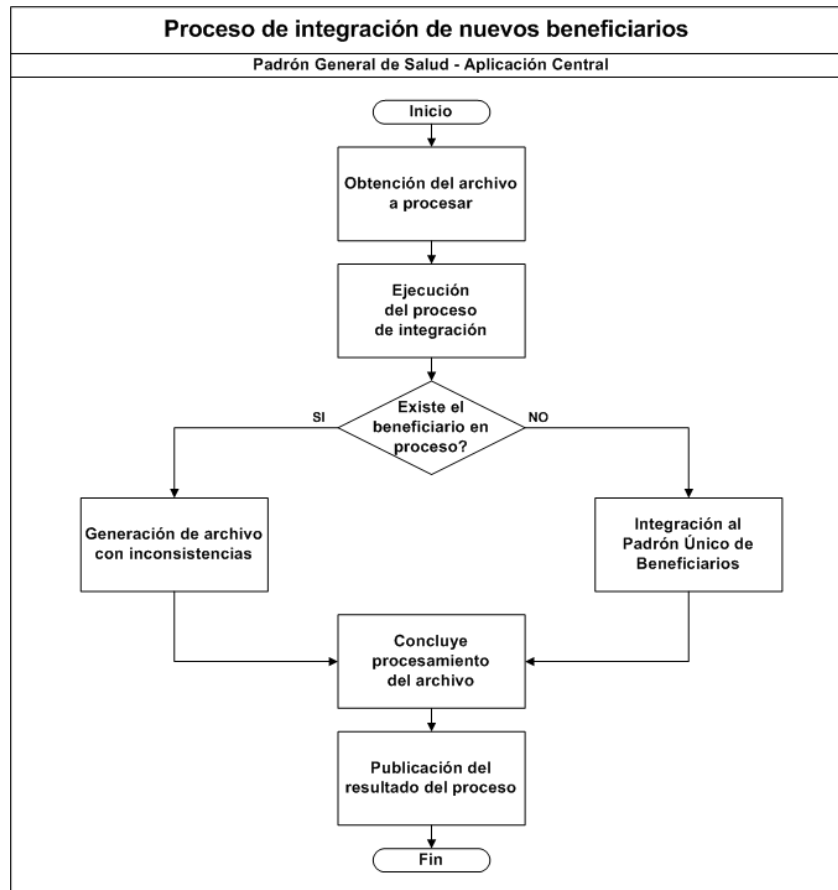 Proceso de integración de nuevos beneficiarios
Padrón General de Salud - Aplicación Central
Inicio
Obtención del archivo
a procesar
Ejecución
del proceso
de integración
Existe el
beneficiario en
proceso?
SI
NO
Generación de archivo
con inconsistencias
Integración al
Padrón Único de
Beneficiarios
Concluye
procesamiento
del archivo
Publicación del
resultado del proceso
Fin